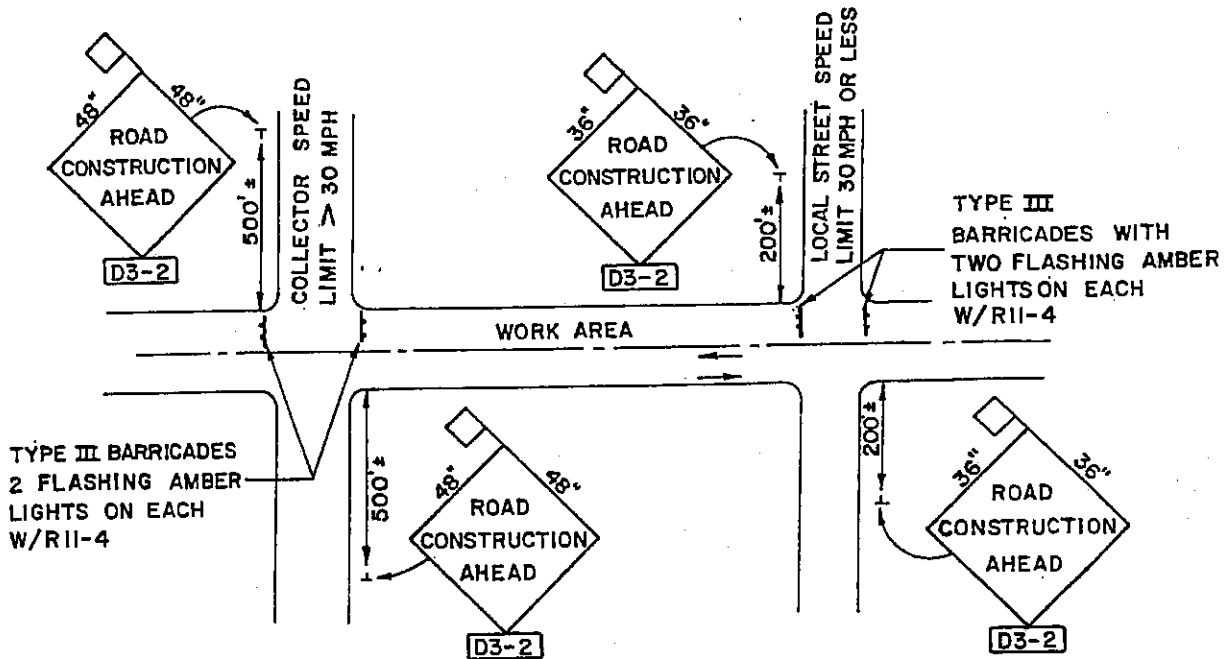 48"
48"
ROAD
CONSTRUCTION
AHEAD
D3-2
500'±
COLLECTOR SPEED
LIMIT > 30 MPH
36"
36"
ROAD
CONSTRUCTION
AHEAD
D3-2
200'±
LOCAL STREET SPEED
LIMIT 30 MPH OR LESS
TYPE III
BARRICADES WITH
TWO FLASHING AMBER
LIGHTS ON EACH
W/R11-4
WORK AREA
TYPE III BARRICADES
2 FLASHING AMBER
LIGHTS ON EACH
W/R11-4
500'±
48"
48"
ROAD
CONSTRUCTION
AHEAD
D3-2
200'±
36"
36"
ROAD
CONSTRUCTION
AHEAD
D3-2